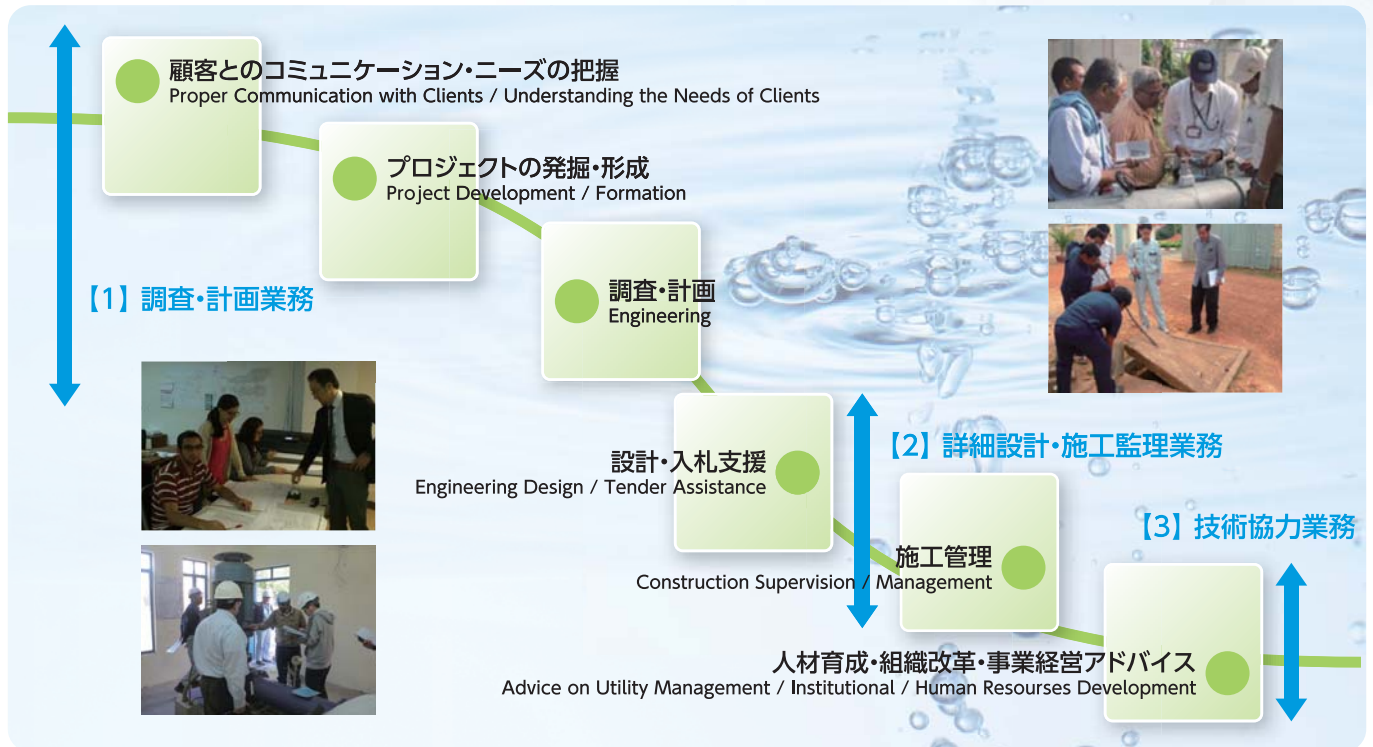 顧客とのコミュニケーション・ニーズの把握
Proper Communication with Clients / Understanding the Needs of Clients
プロジェクトの発掘・形成
Project Development / Formation
【1】調査・計画業務
調査・計画
Engineering
【2】詳細設計・施工監理業務
設計・入札支援
Engineering Design / Tender Assistance
【3】技術協力業務
施工管理
Construction Supervision / Management
人材育成・組織改革・事業経営アドバイス
Advice on Utility Management / Institutional / Human Resourses Development